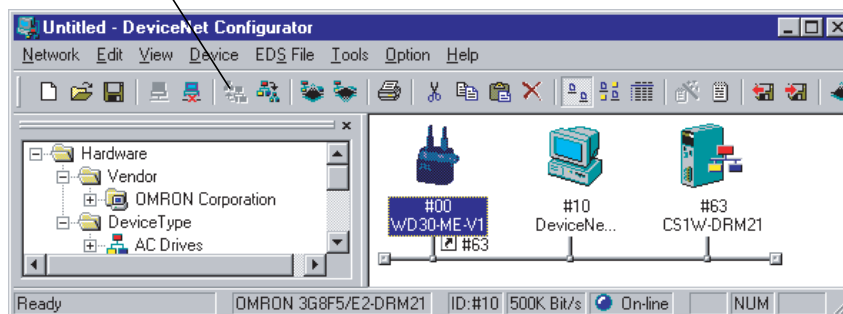 Untitled - DeviceNet Configurator
Network Edit View Device EDS File Tools Option Help
Hardware
Vendor
OMRON Corporation
DeviceType
AC Drives
#00
WD30-ME-V1
#63
#10
DeviceNe...
#63
CS1W-DRM21
Ready OMRON 3G8F5/E2-DRM21 ID:#10 500K Bit/s On-line NUM